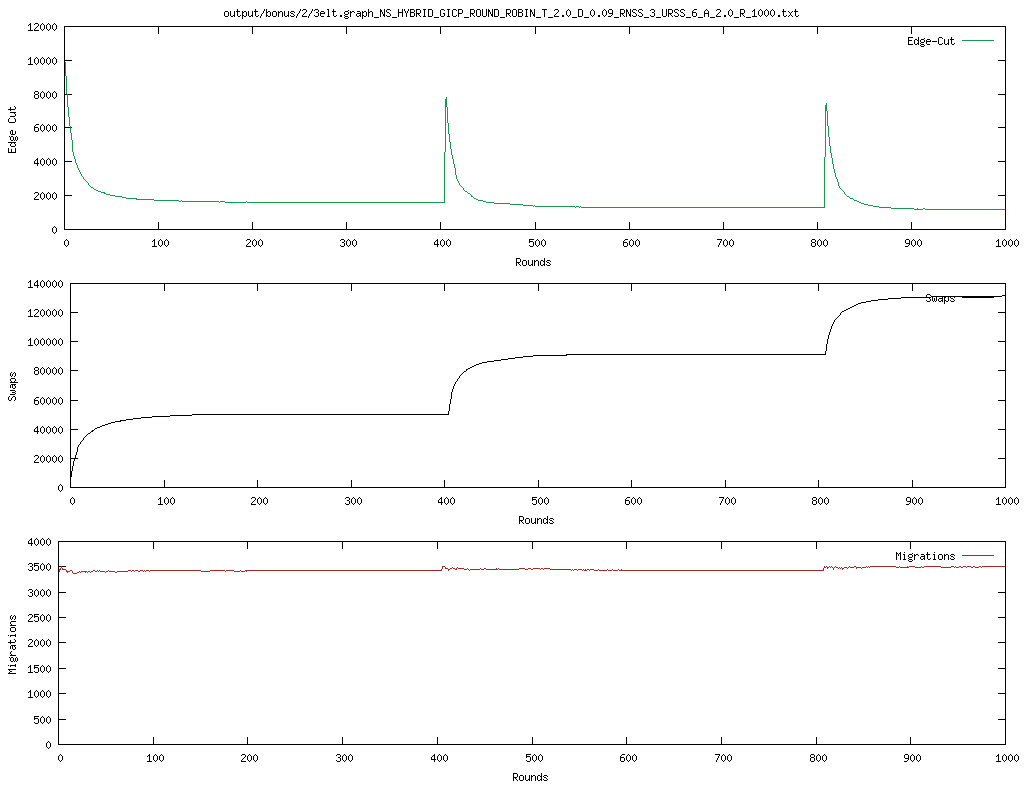 output/bonus/2/3elt.graph_NS_HYBRID_GICP_ROUND_ROBIN_T_2.0_D_0.09_RNSS_3_URSS_6_A_2.0_R_1000.txt
12000
10000
8000
6000
4000
2000
0
Edge Cut
Edge-Cut
0 100 200 300 400 500 600 700 800 900 1000
Rounds
140000
120000
100000
80000
60000
40000
20000
0
Swaps
Swaps
0 100 200 300 400 500 600 700 800 900 1000
Rounds
4000
3500
3000
2500
2000
1500
1000
500
0
Migrations
Migrations
0 100 200 300 400 500 600 700 800 900 1000
Rounds